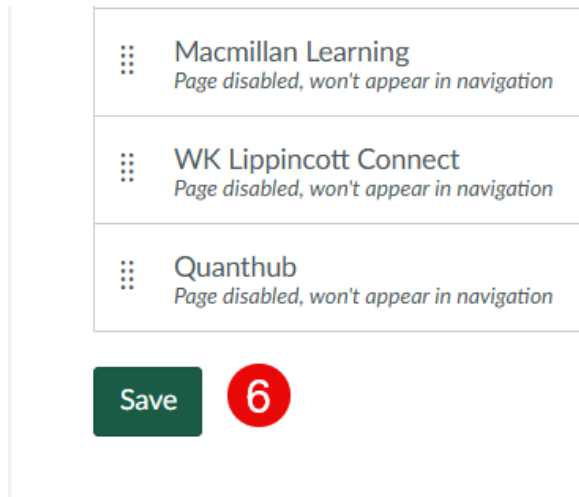 Macmillan Learning
Page disabled, won't appear in navigation
WK Lippincott Connect
Page disabled, won't appear in navigation
Quanthub
Page disabled, won't appear in navigation
Save 6